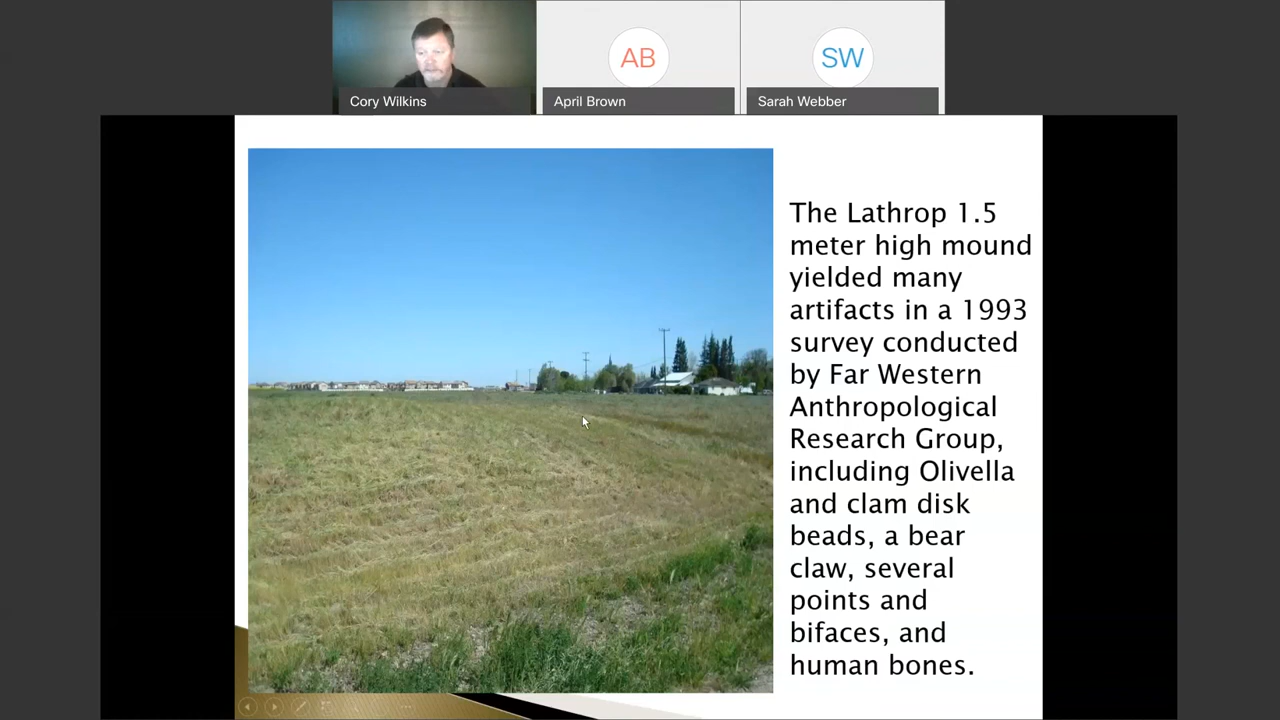 AB
SW
Cory Wilkins
April Brown
Sarah Webber
The Lathrop 1.5
meter high mound
yielded many
artifacts in a 1993
survey conducted
by Far Western
Anthropological
Research Group,
including Olivella
and clam disk
beads, a bear
claw, several
points and
bifaces, and
human bones.